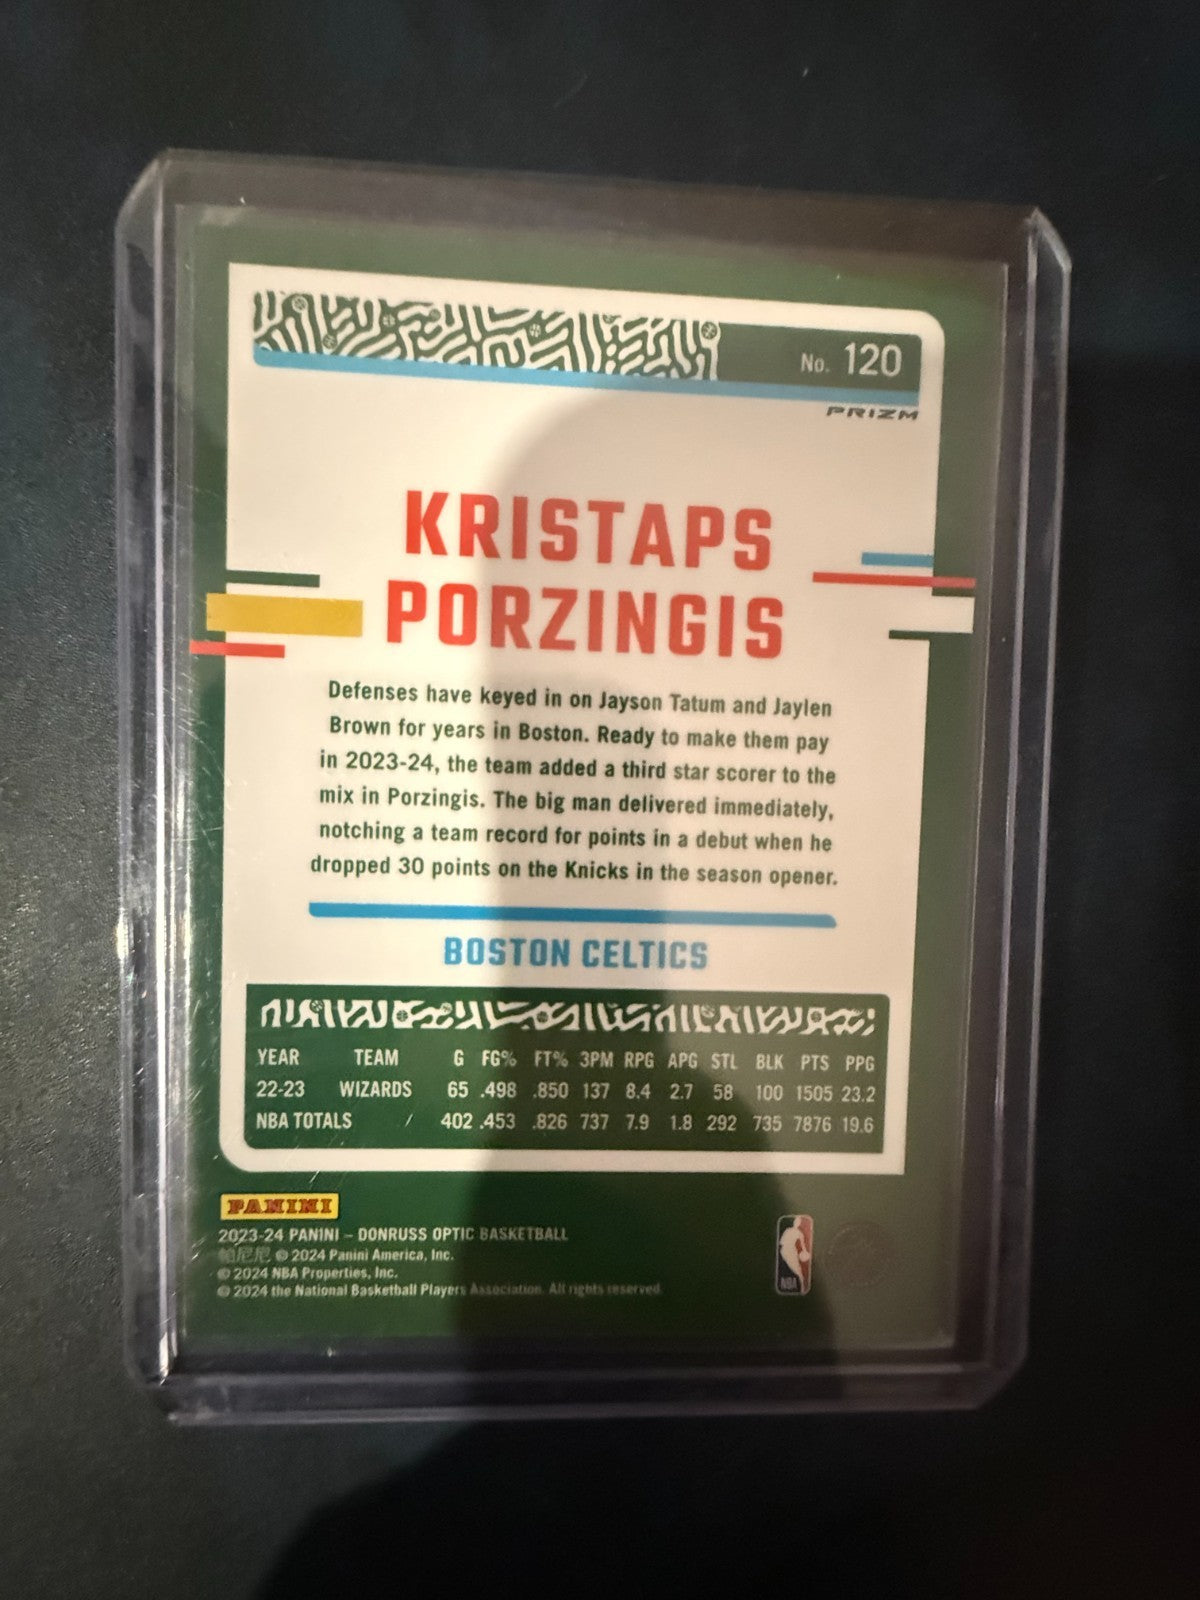 No. 120
PRIZM
KRISTAPS
PORZINGIS
Defenses have keyed in on Jayson Tatum and Jaylen
Brown for years in Boston. Ready to make them pay
in 2023-24, the team added a third star scorer to the
mix in Porzingis. The big man delivered immediately,
notching a team record for points in a debut when he
dropped 30 points on the Knicks in the season opener.
BOSTON CELTICS
YEAR TEAM G FG% FT% 3PM RPG APG STL BLK PTS PPG
22-23 WIZARDS 65 .498 .850 137 8.4 2.7 58 100 1505 23.2
NBA TOTALS 402 .453 .826 737 7.9 1.8 292 735 7876 19.6
PANINI
2023-24 PANINI – DONRUSS OPTIC BASKETBALL
帕尼尼 © 2024 Panini America, Inc.
© 2024 NBA Properties, Inc.
© 2024 the National Basketball Players Association. All rights reserved.
NBA